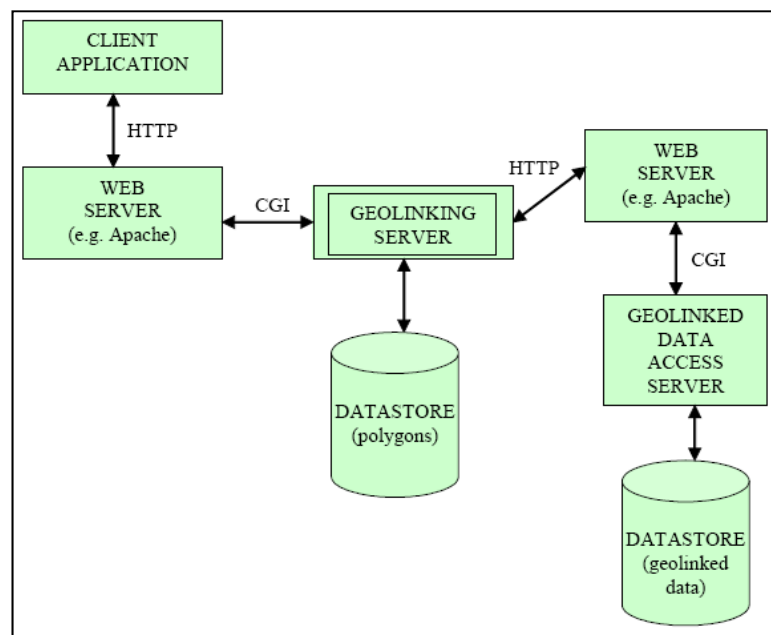 CLIENT
APPLICATION
HTTP
WEB
SERVER
(e.g. Apache)
CGI
GEOLINKING
SERVER
HTTP
WEB
SERVER
(e.g. Apache)
CGI
GEOLINKED
DATA
ACCESS
SERVER
DATASTORE
(polygons)
DATASTORE
(geolinked
data)